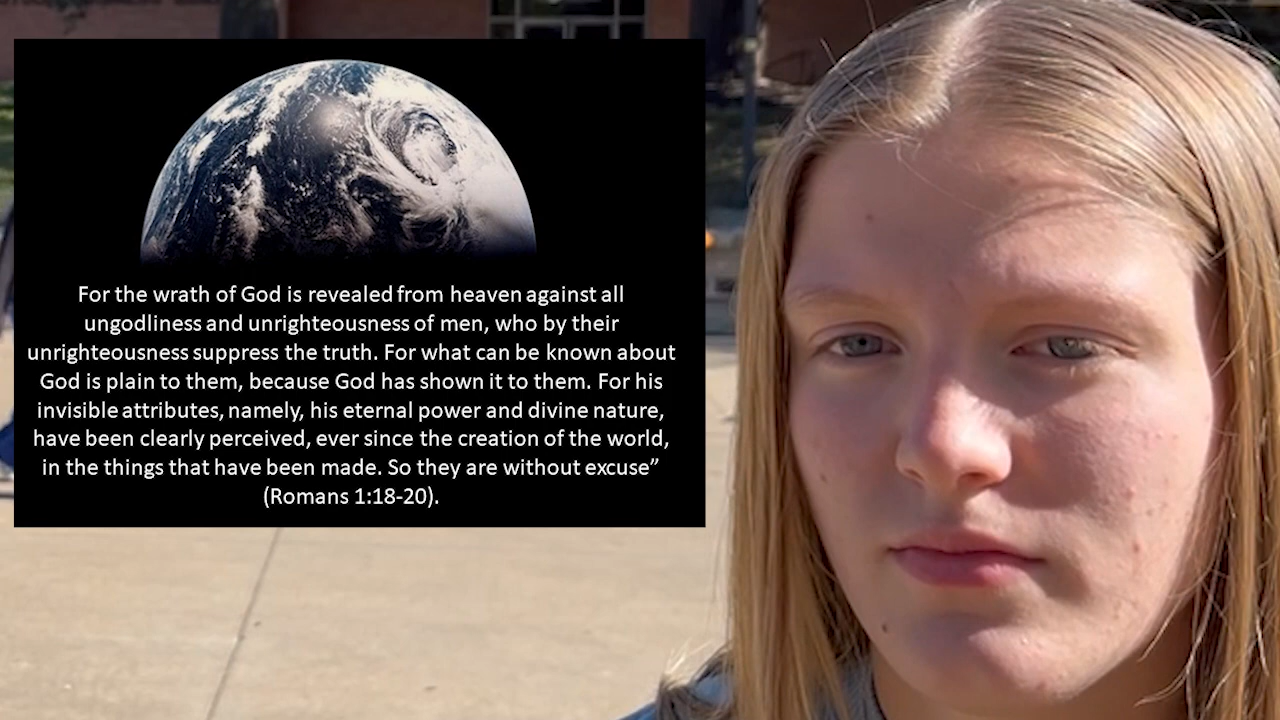 For the wrath of God is revealed from heaven against all
ungodliness and unrighteousness of men, who by their
unrighteousness suppress the truth. For what can be known about
God is plain to them, because God has shown it to them. For his
invisible attributes, namely, his eternal power and divine nature,
have been clearly perceived, ever since the creation of the world,
in the things that have been made. So they are without excuse”
(Romans 1:18-20).